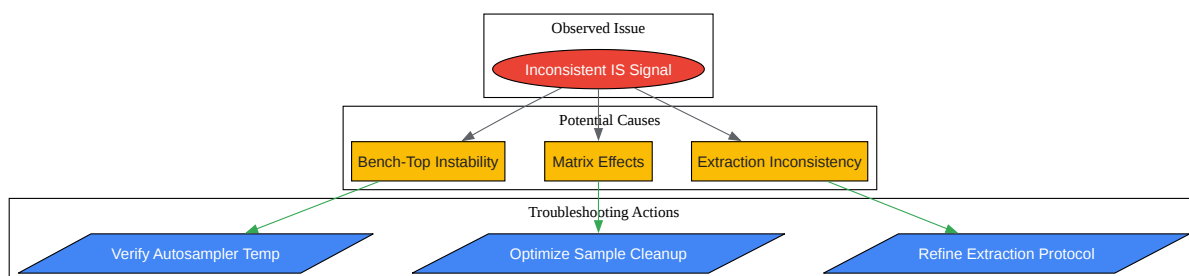 Observed Issue
Inconsistent IS Signal
Potential Causes
Bench-Top Instability
Matrix Effects
Extraction Inconsistency
Troubleshooting Actions
Verify Autosampler Temp
Optimize Sample Cleanup
Refine Extraction Protocol